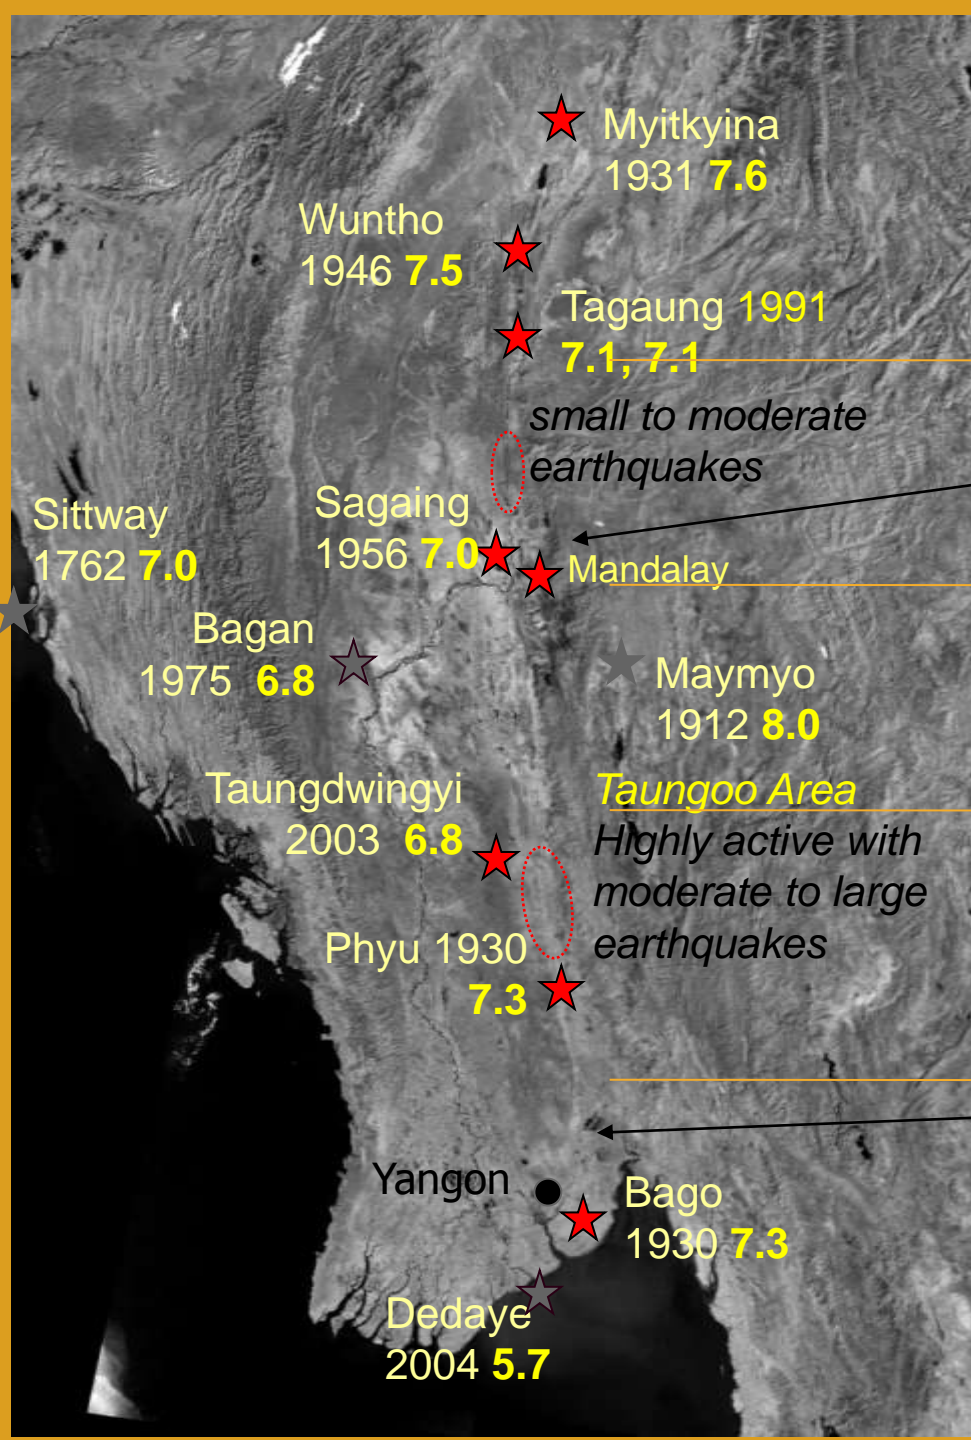 Myitkyina
1931 7.6
Wuntho
1946 7.5
Tagaung 1991
7.1, 7.1
small to moderate
earthquakes
Sagaing
1956 7.0
Sittway
1762 7.0
Mandalay
Bagan
1975 6.8
Maymyo
1912 8.0
Taungdwingyi
2003 6.8
Taungoo Area
Highly active with
moderate to large
earthquakes
Phyu 1930
7.3
Yangon
Bago
1930 7.3
Dedaye
2004 5.7